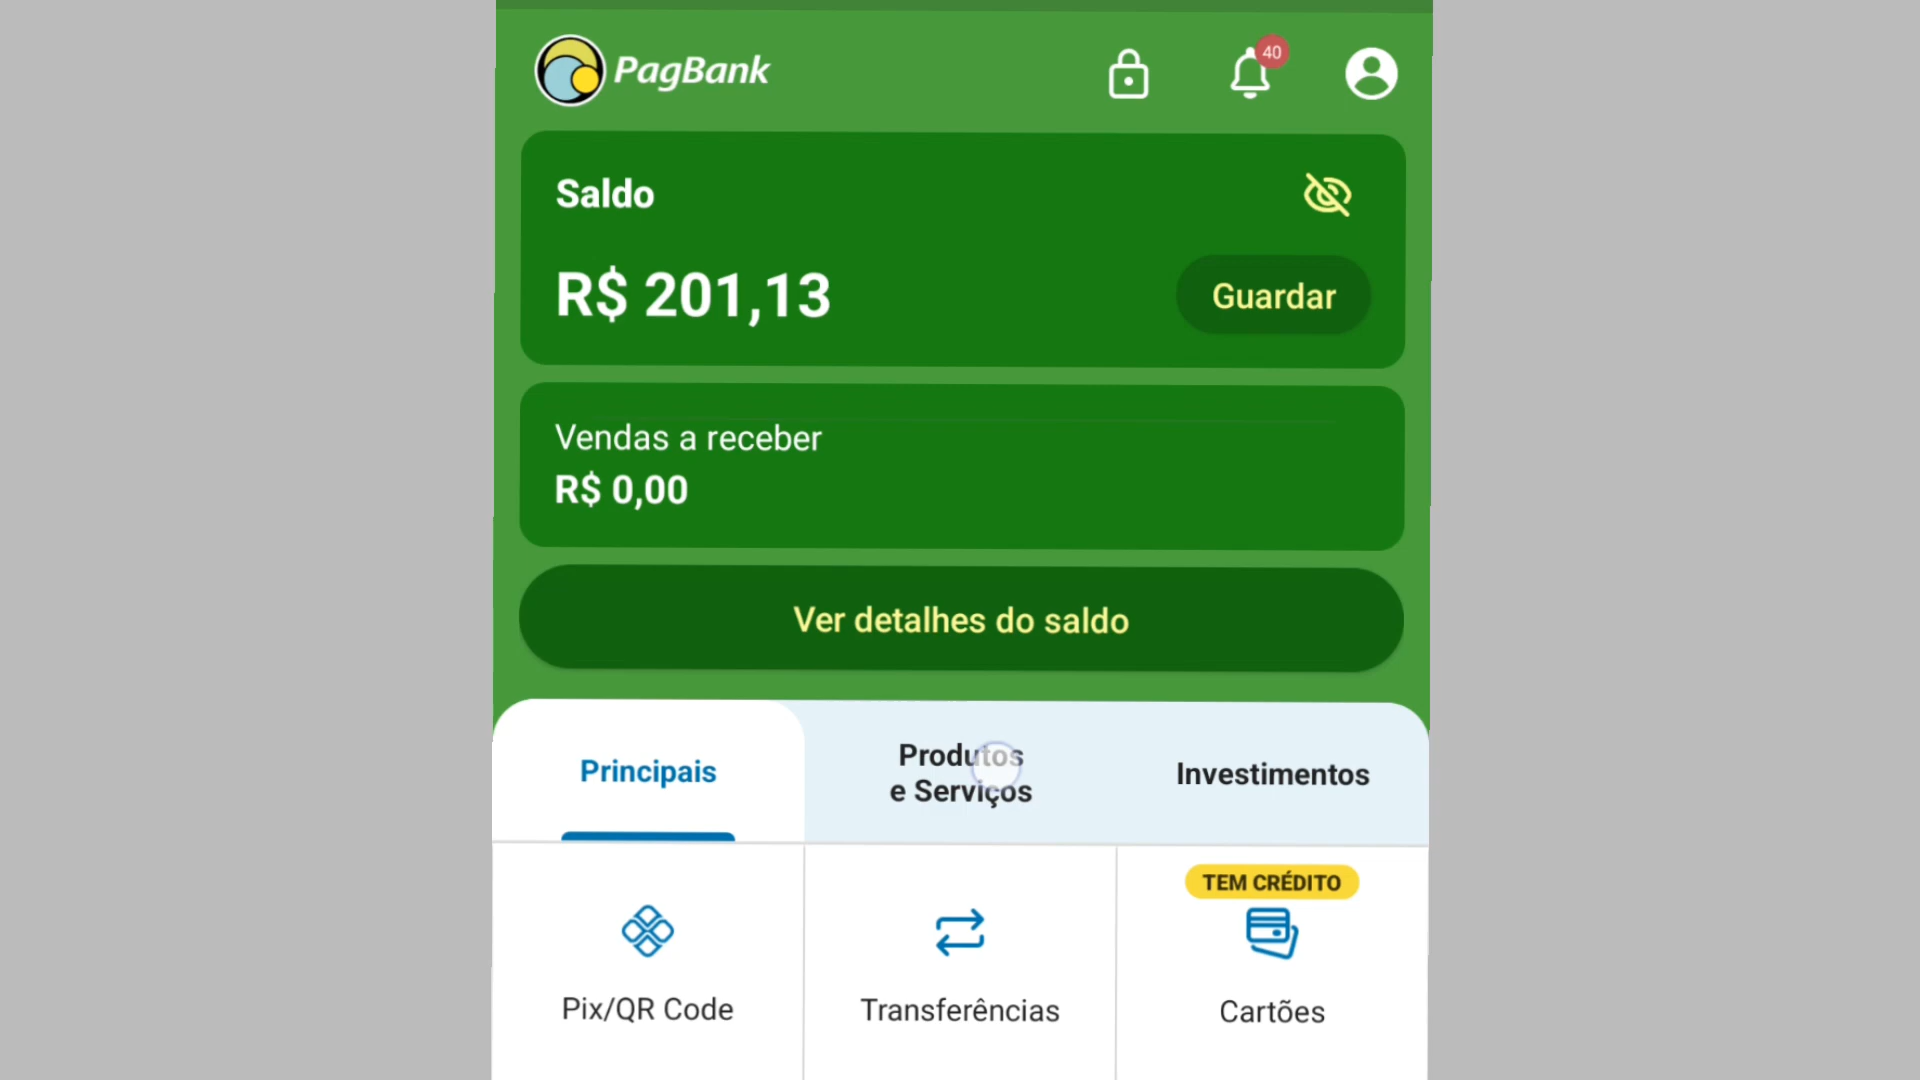 PagBank
40
Saldo
R$ 201,13
Guardar
Vendas a receber
R$ 0,00
Ver detalhes do saldo
Principais
Produtos
e Serviços
Investimentos
TEM CRÉDITO
Pix/QR Code
Transferências
Cartões